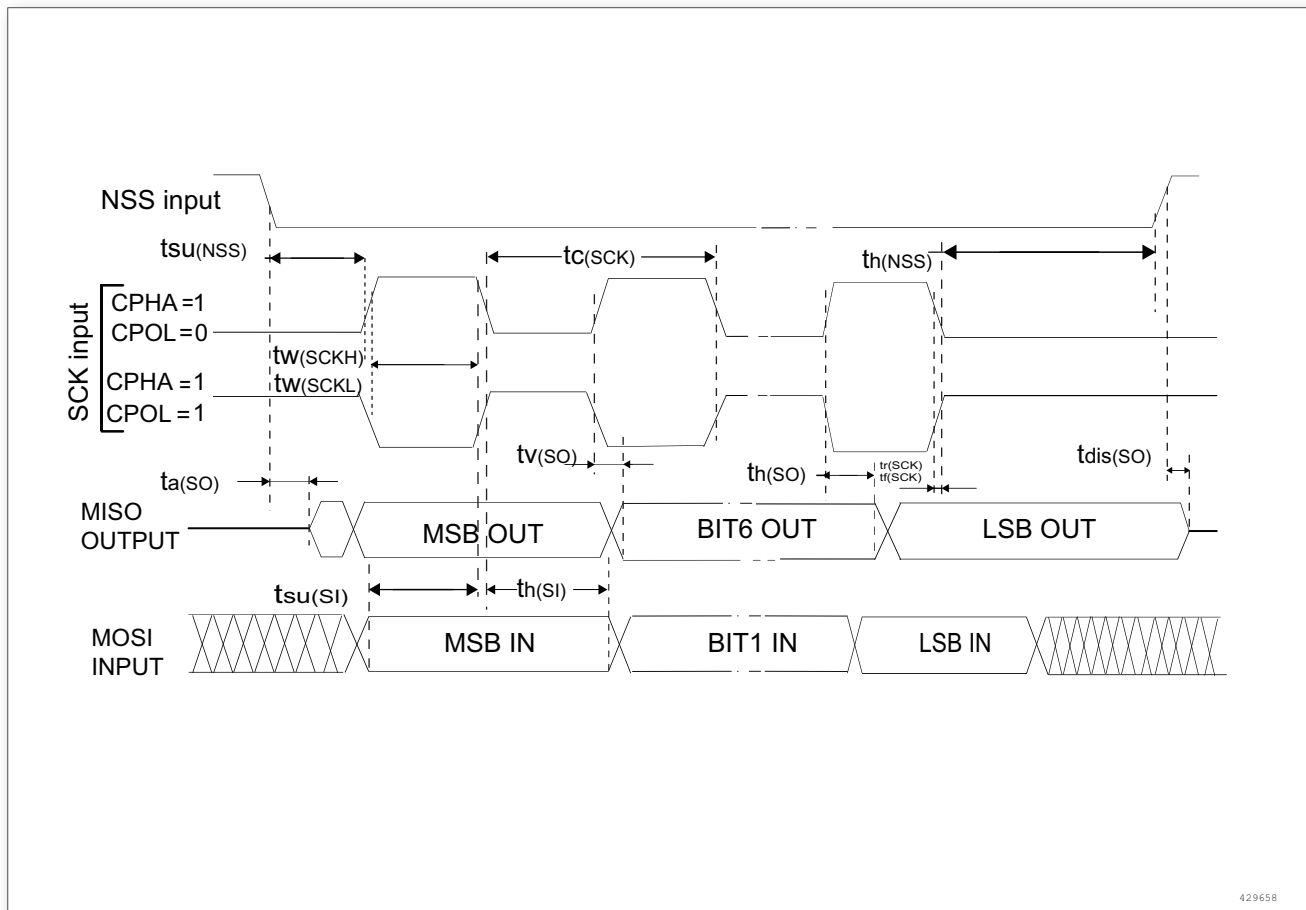 NSS input
tsu(NSS)
tc(SCK)
th(NSS)
SCK input
CPHA =1
CPOL =0
tw(SCKH)
CPHA =1
tw(SCKL)
CPOL =1
tv(SO)
th(SO)
tr(SCK)
tf(SCK)
tdis(SO)
ta(SO)
MISO
OUTPUT
MSB OUT
BIT6 OUT
LSB OUT
tsu(SI)
th(SI)
MOSI
INPUT
MSB IN
BIT1 IN
LSB IN
429658